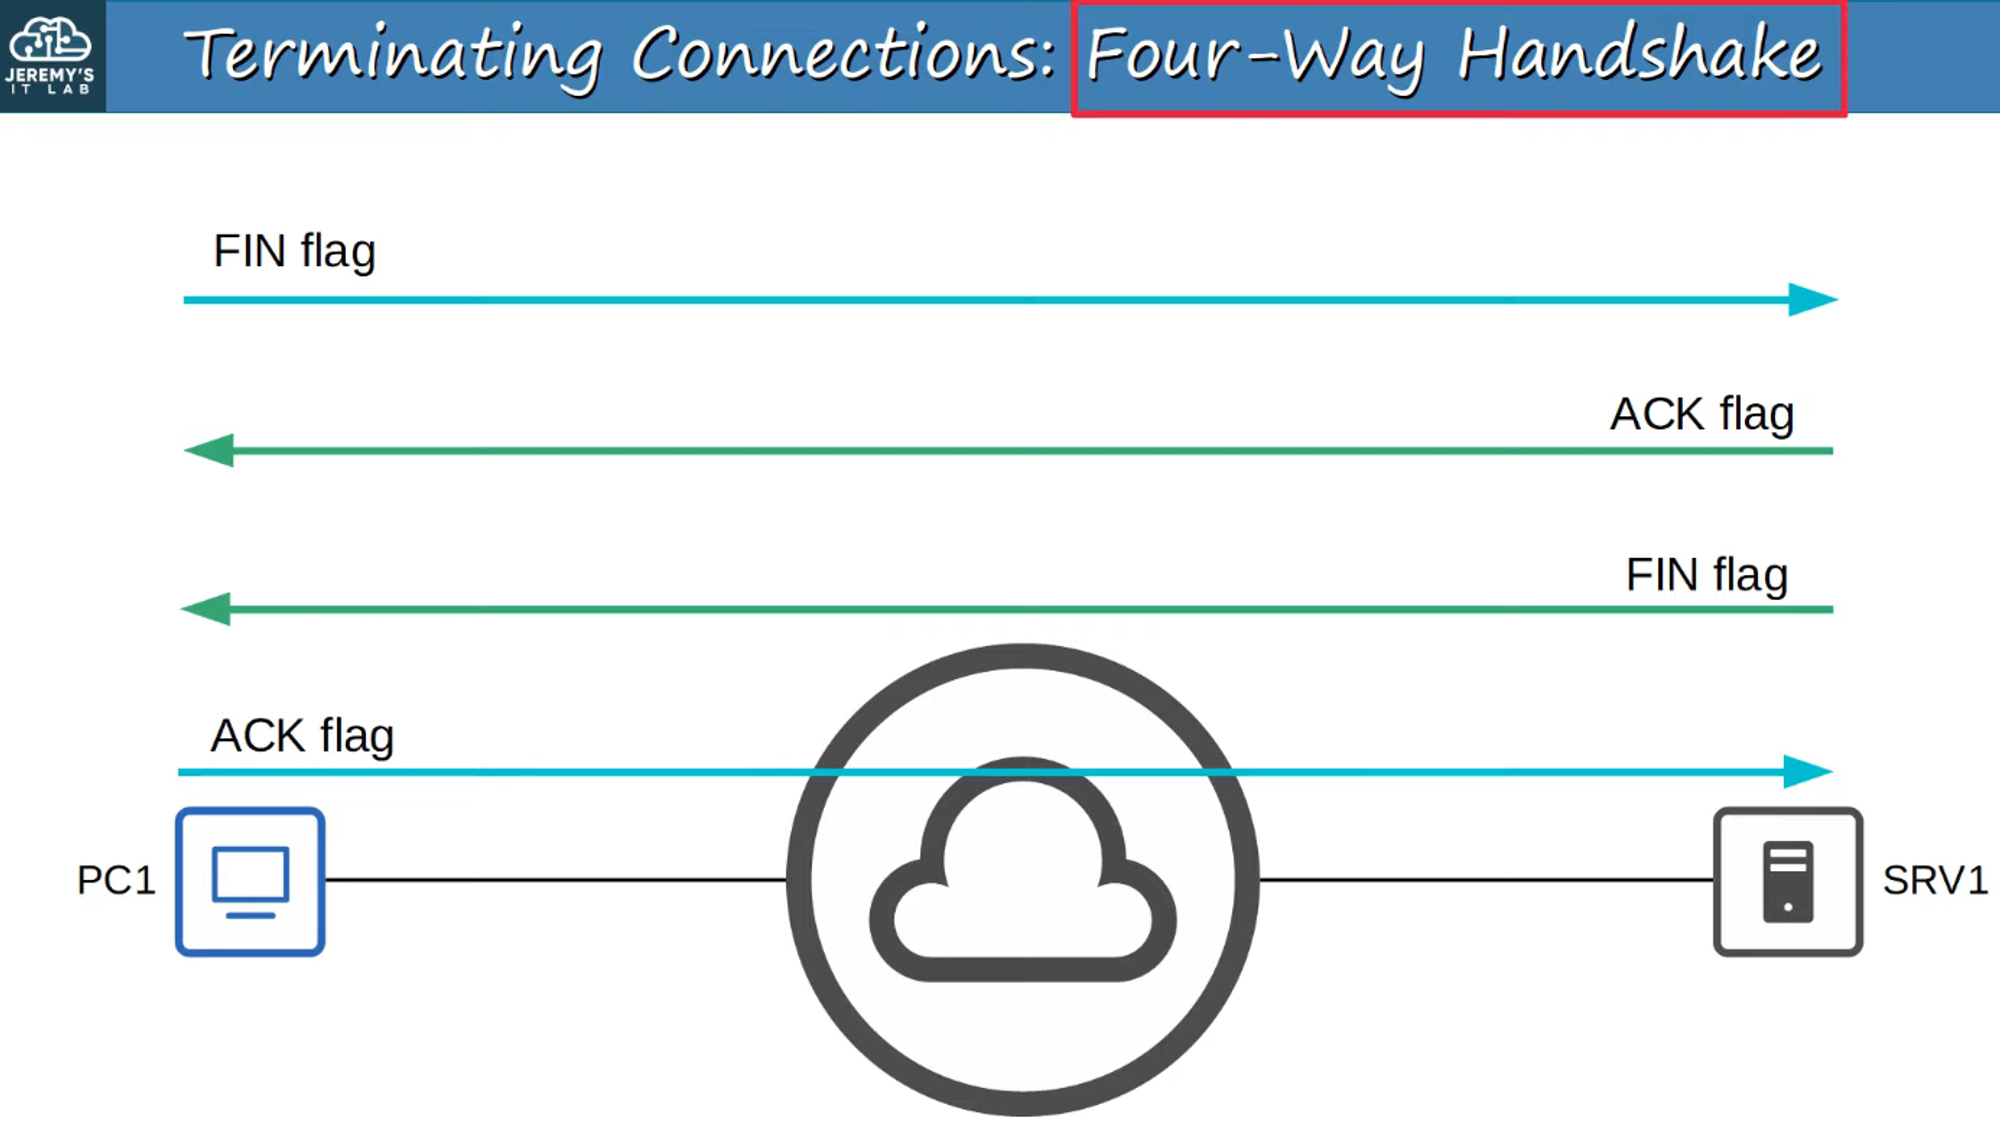 JEREMY'S
IT LAB
Terminating Connections: Four-Way Handshake
FIN flag
ACK flag
FIN flag
ACK flag
PC1
SRV1